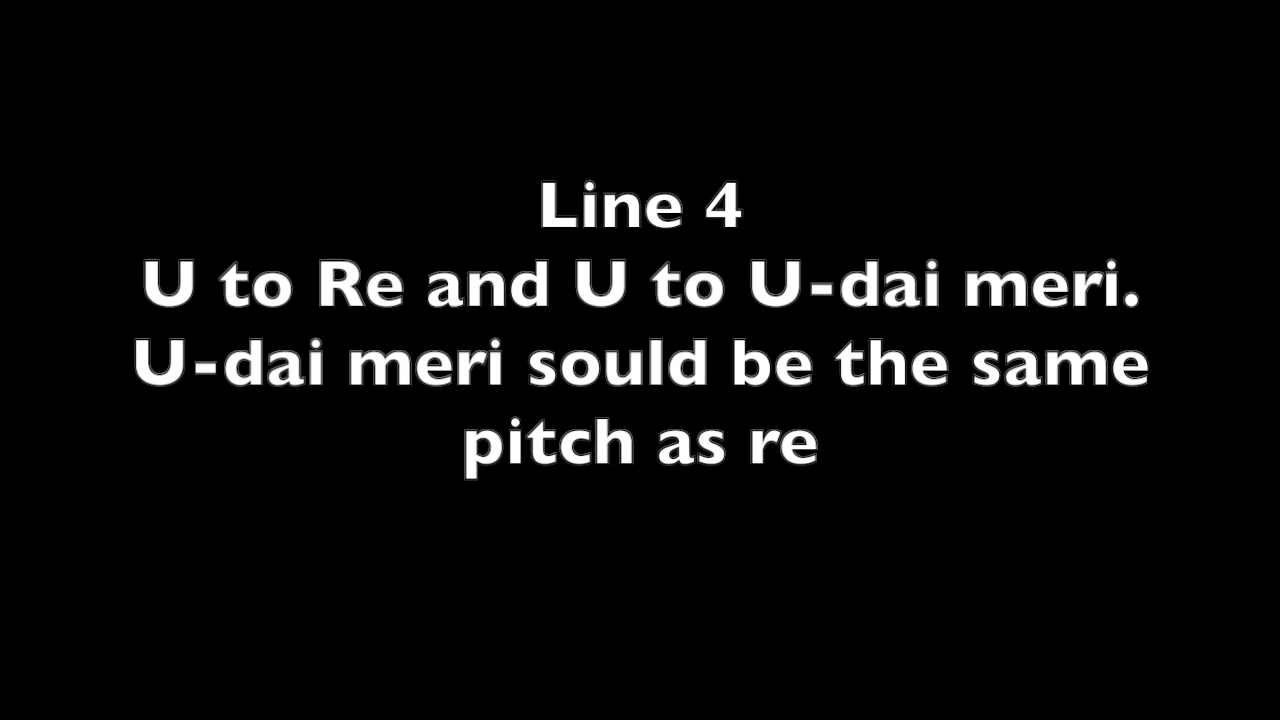 Line 4
U to Re and U to U-dai meri.
U-dai meri sould be the same
pitch as re